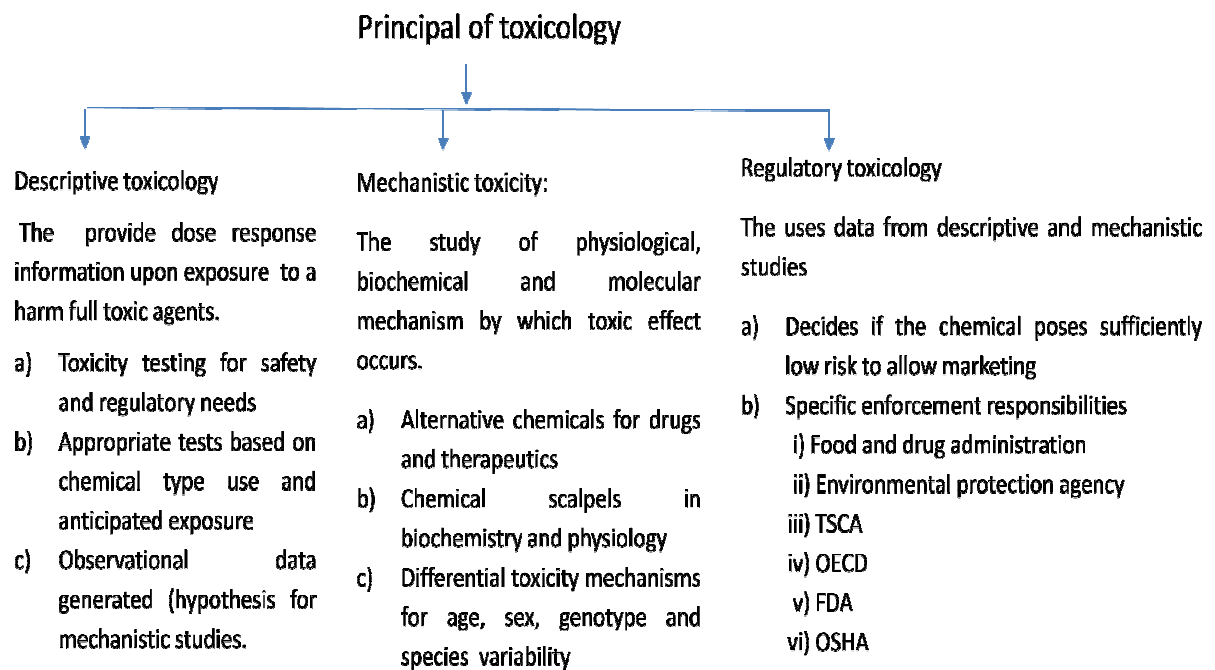 Principal of toxicology
Descriptive toxicology
The provide dose response
information upon exposure to a
harm full toxic agents.
a) Toxicity testing for safety
and regulatory needs
b) Appropriate tests based on
chemical type use and
anticipated exposure
c) Observational data
generated (hypothesis for
mechanistic studies.
Mechanistic toxicity:
The study of physiological,
biochemical and molecular
mechanism by which toxic effect
occurs.
a) Alternative chemicals for drugs
and therapeutics
b) Chemical scalpels in
biochemistry and physiology
c) Differential toxicity mechanisms
for age, sex, genotype and
species variability
Regulatory toxicology
The uses data from descriptive and mechanistic
studies
a) Decides if the chemical poses sufficiently
low risk to allow marketing
b) Specific enforcement responsibilities
i) Food and drug administration
ii) Environmental protection agency
iii) TSCA
iv) OECD
v) FDA
vi) OSHA